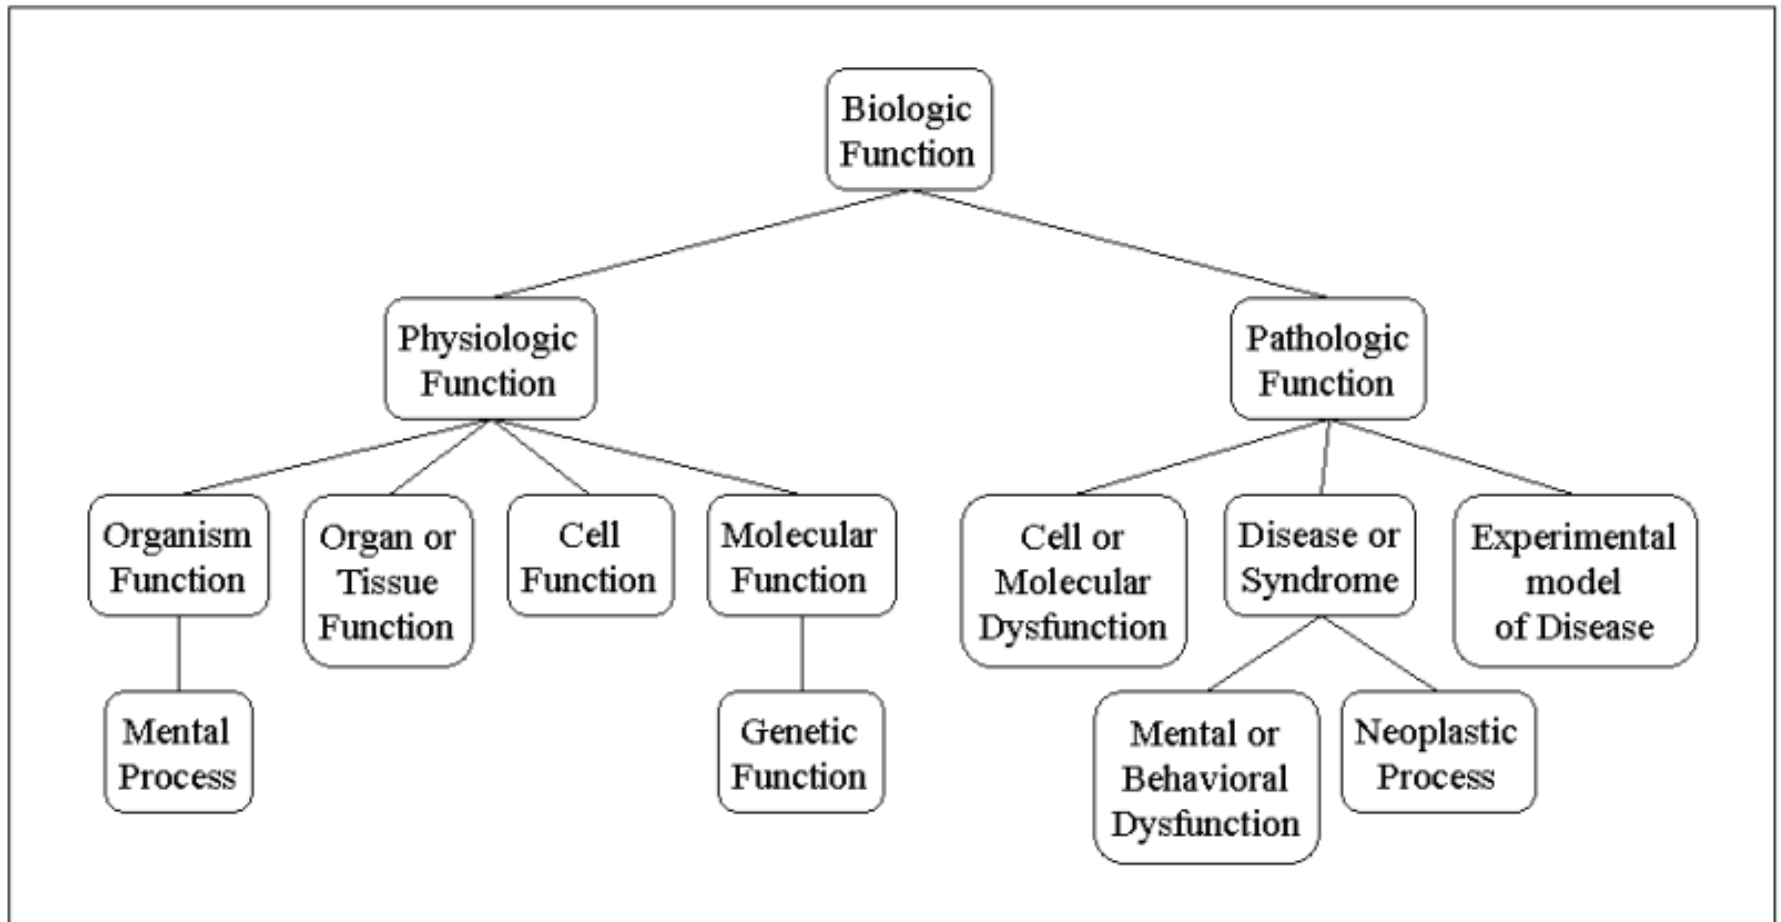 Biologic
Function
Physiologic
Function
Pathologic
Function
Organism
Function
Organ or
Tissue
Function
Cell
Function
Molecular
Function
Cell or
Molecular
Dysfunction
Disease or
Syndrome
Experimental
model
of Disease
Mental
Process
Genetic
Function
Mental or
Behavioral
Dysfunction
Neoplastic
Process